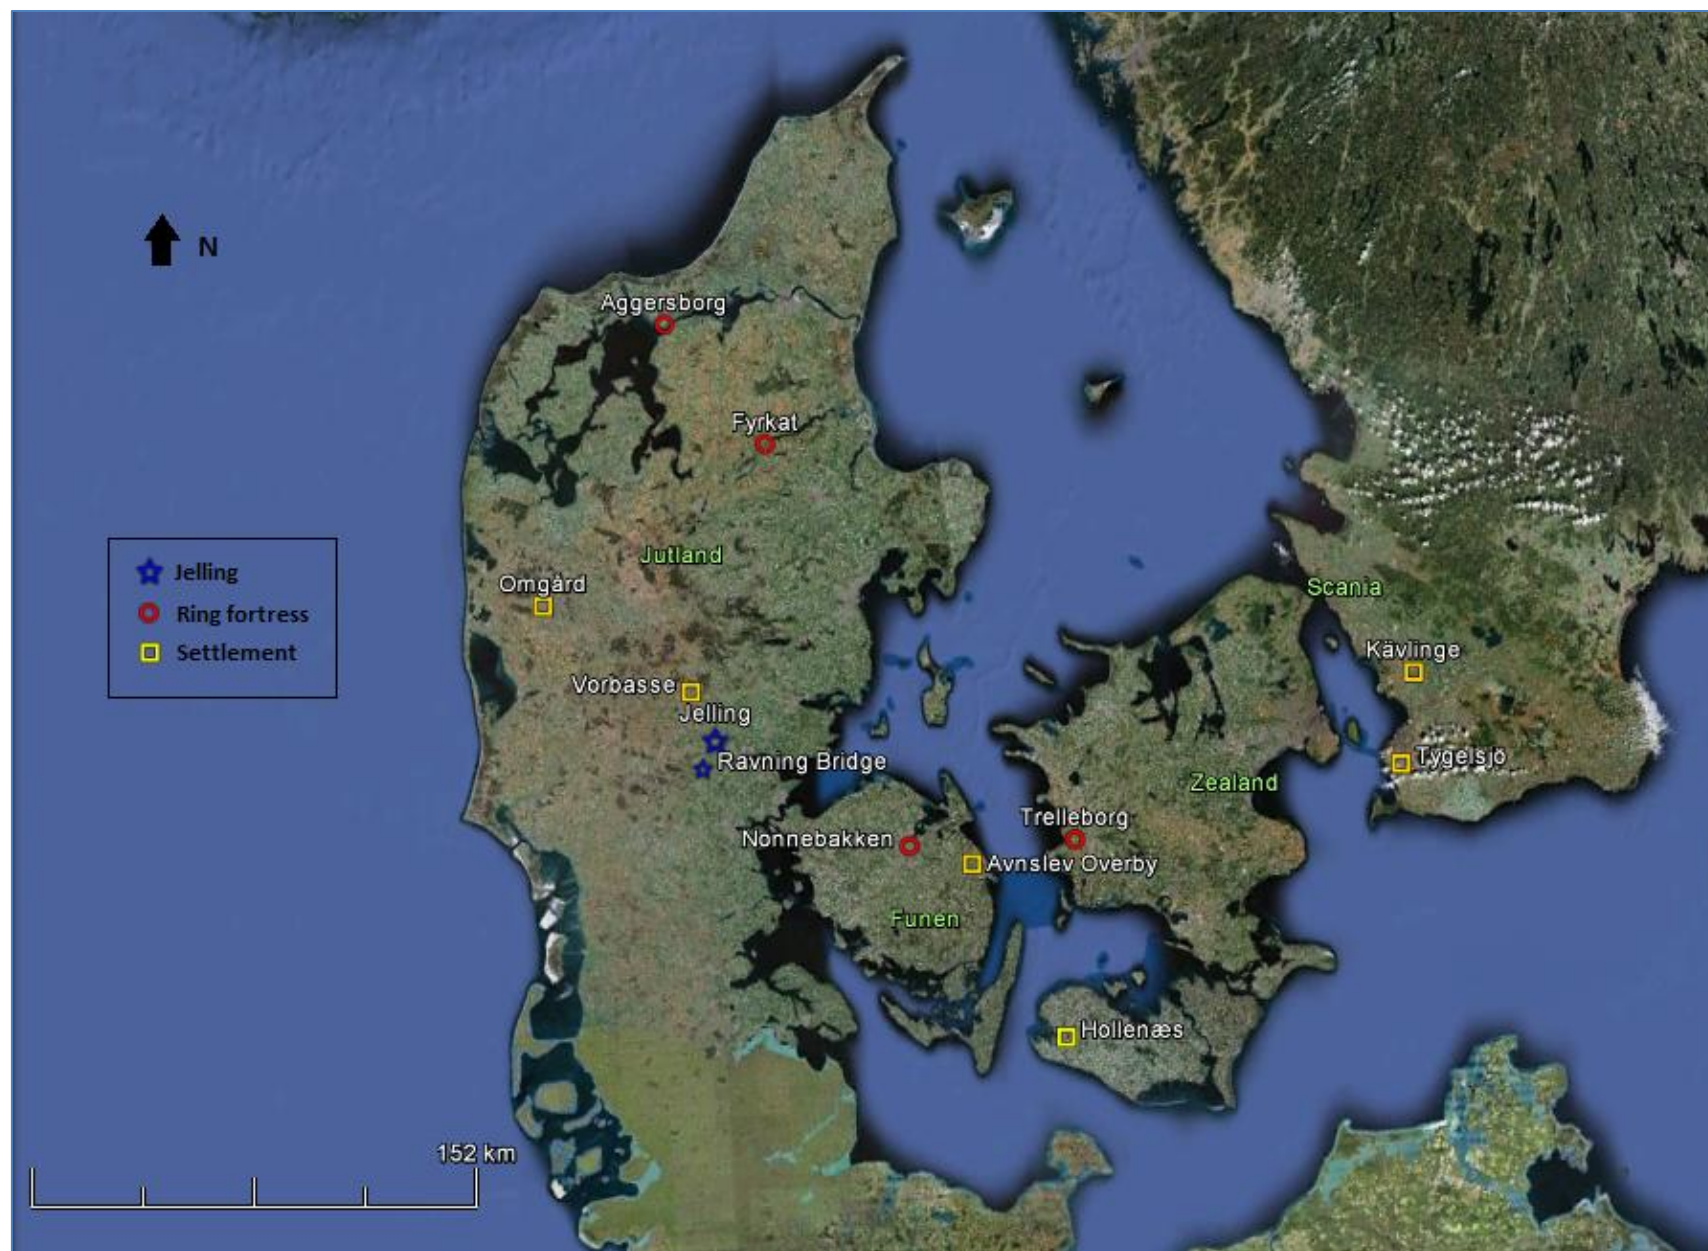 N
Aggersborg
Fyrkat
Jutland
Omgård
Scania
Jelling
Ring fortress
Settlement
Kävlinge
Vorbasse
Jelling
Ravning Bridge
Tygelsjö
Zealand
Trelleborg
Nonnebakken
Avnslev Overby
Funen
Hollenæs
152 km